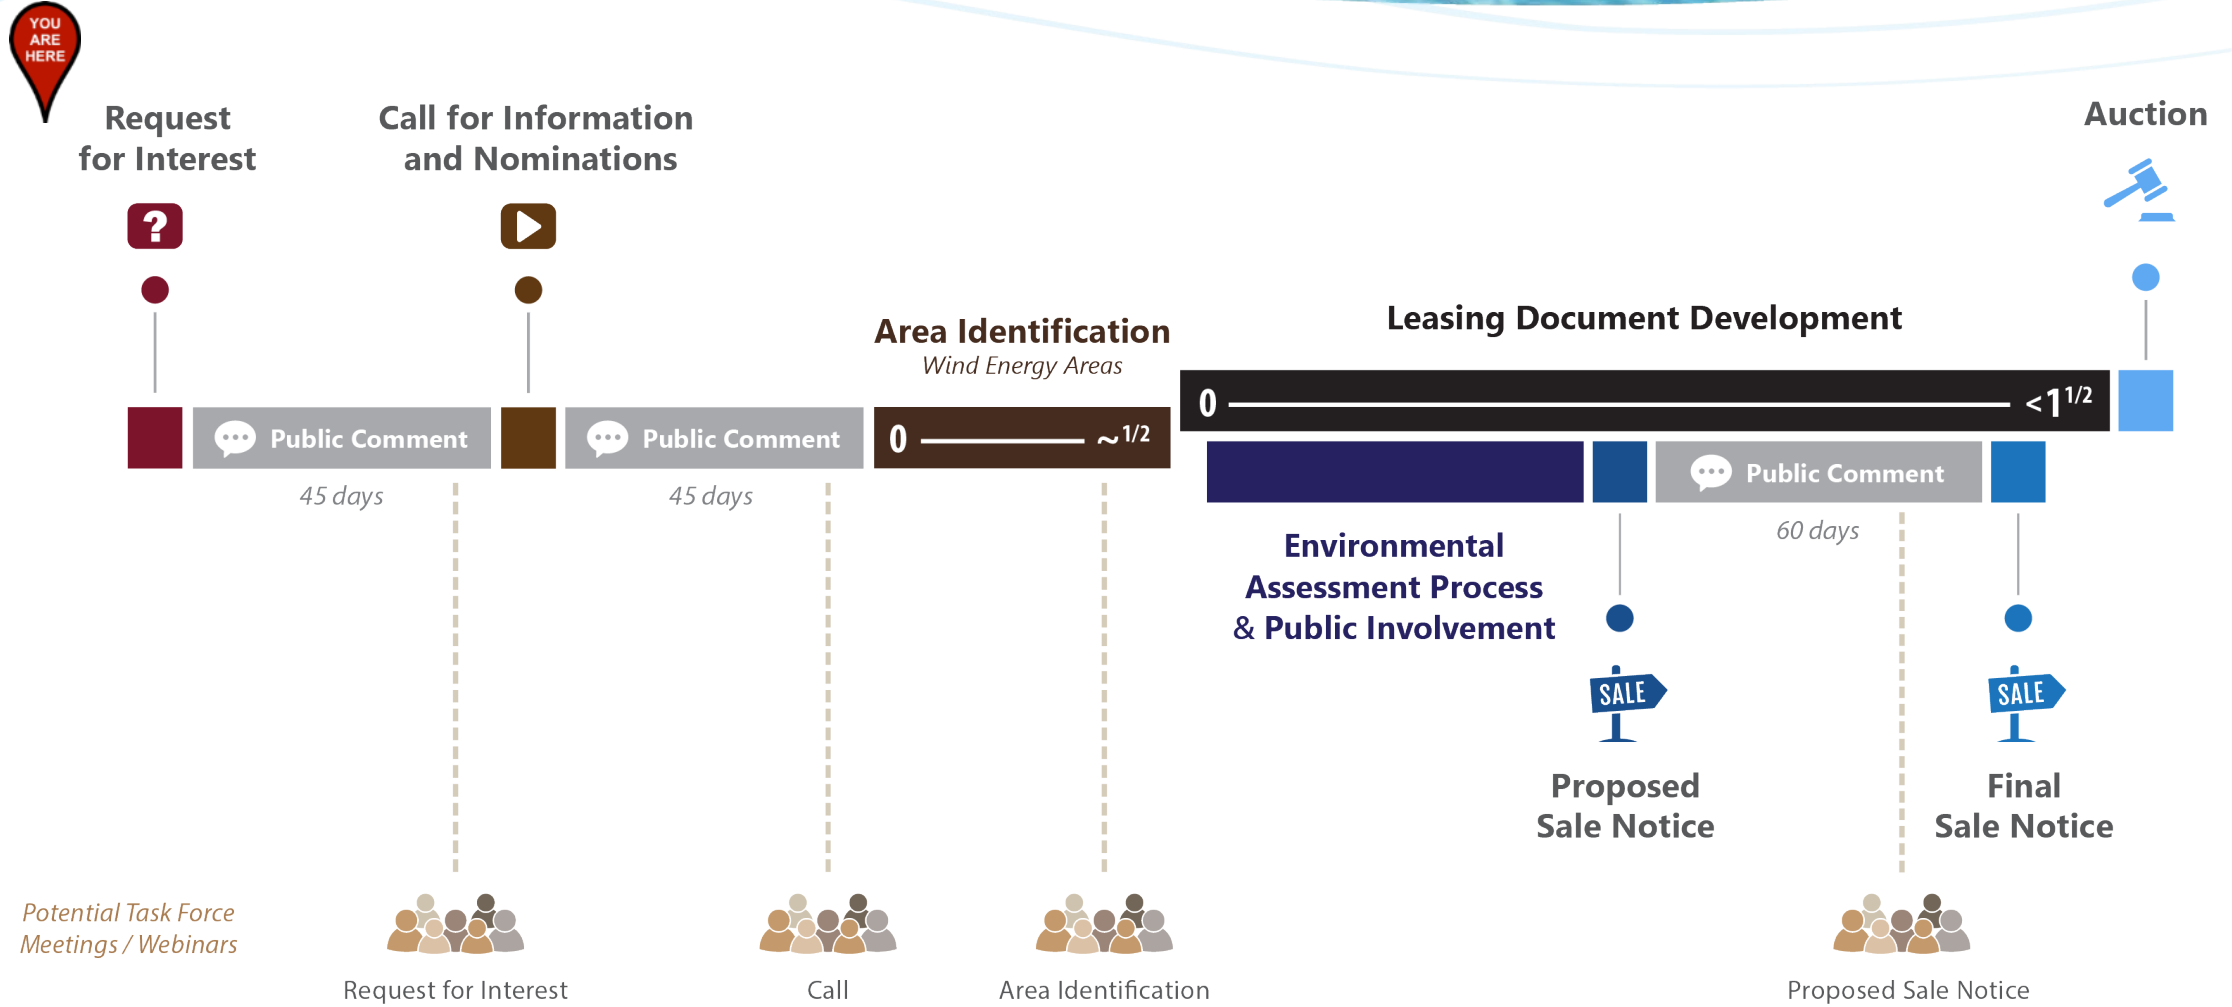 YOU
ARE
HERE
Request
for Interest
Call for Information
and Nominations
Auction
?
Area Identification
Wind Energy Areas
Leasing Document Development
0 <1 1/2
Public Comment
Public Comment
0 ~1/2
45 days
45 days
Public Comment
60 days
Environmental
Assessment Process
& Public Involvement
SALE
SALE
Proposed
Sale Notice
Final
Sale Notice
Potential Task Force
Meetings / Webinars
Request for Interest
Call
Area Identification
Proposed Sale Notice